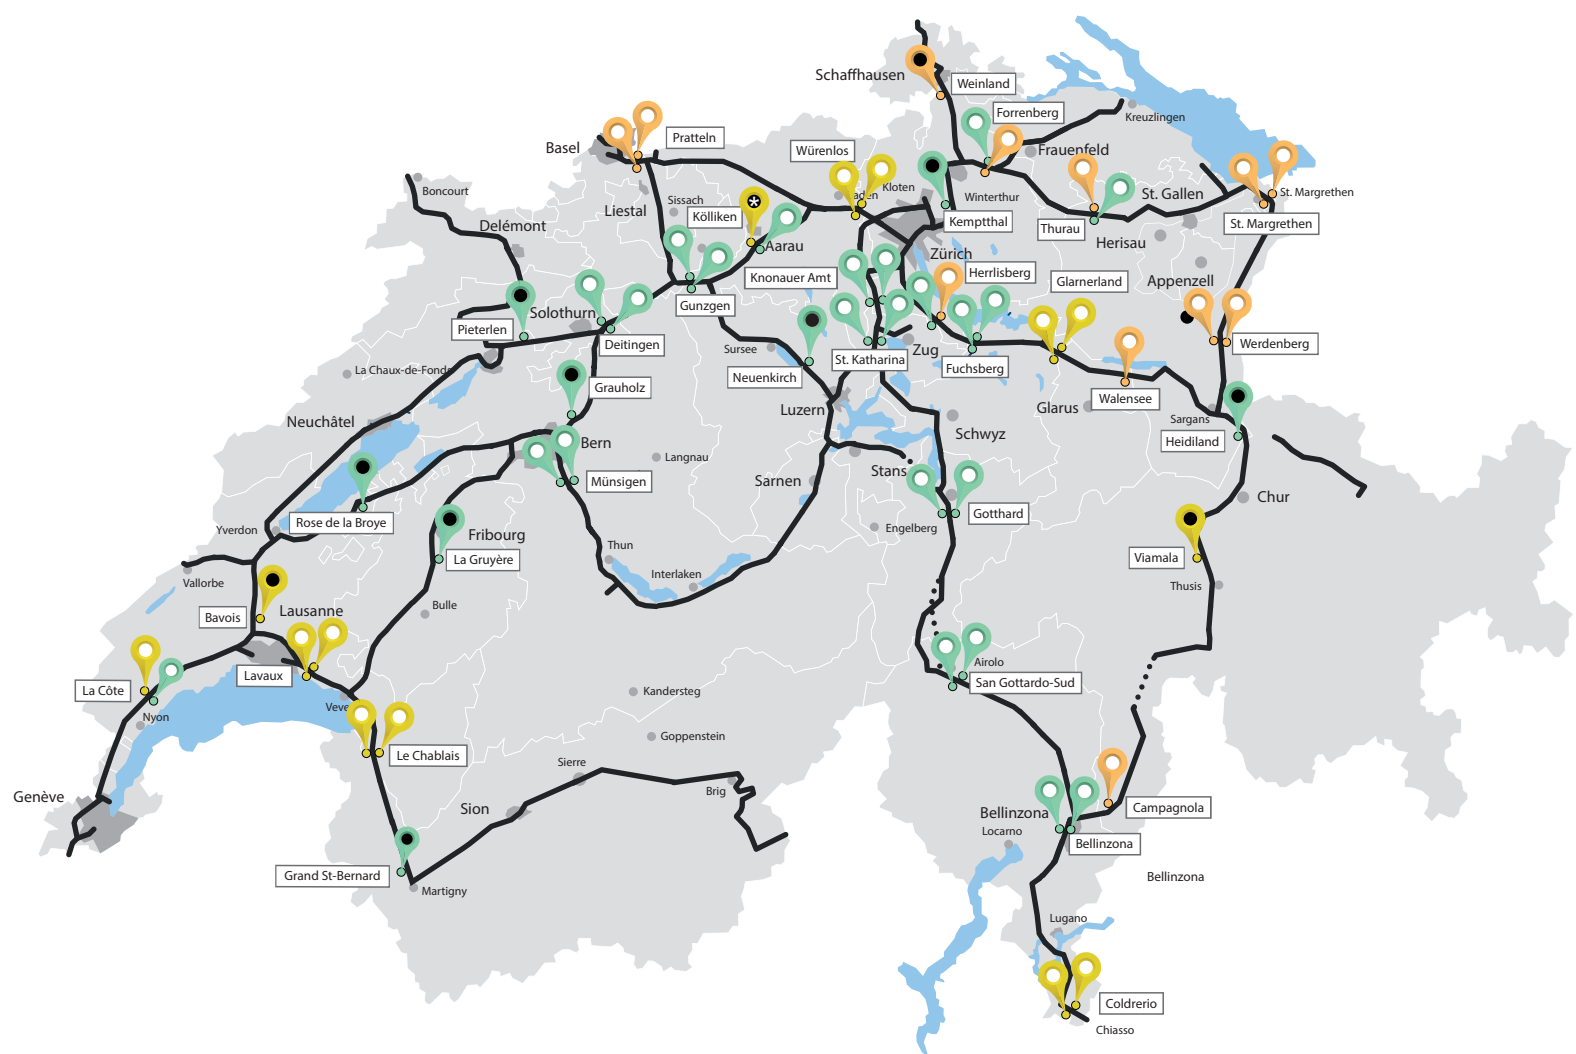 Schaffhausen
Weinland
Forrenberg
Kreuzlingen
Pratteln
Basel
Würenlos
Frauenfeld
Kloten
Boncourt
Winterthur
St. Gallen
St. Margrethen
Sissach
Liestal
Kölliken
Kemptthal
Thurau
St. Margrethen
Delémont
Aarau
Herisau
Zürich
Herrlisberg
Knonauer Amt
Glarnerland
Appenzell
Gunzgen
Solothurn
Pieterlen
Deitingen
Sursee
Zug
St. Katharina
Werdenberg
Fuchsberg
La Chaux-de-Fonds
Neuenkirch
Grauholz
Walensee
Luzern
Glarus
Sargans
Neuchâtel
Schwyz
Heidiland
Bern
Langnau
Stans
Sarnen
Münsigen
Chur
Gotthard
Rose de la Broye
Engelberg
Yverdon
Fribourg
Thun
La Gruyère
Viamala
Interlaken
Vallorbe
Thusis
Bulle
Bavois
Lausanne
Airolo
Lavaux
San Gottardo-Sud
La Côte
Kandersteg
Nyon
Goppenstein
Le Chablais
Sierre
Brig
Genève
Sion
Campagnola
Bellinzona
Locarno
Bellinzona
Grand St-Bernard
Bellinzona
Martigny
Lugano
Coldrerio
Chiasso